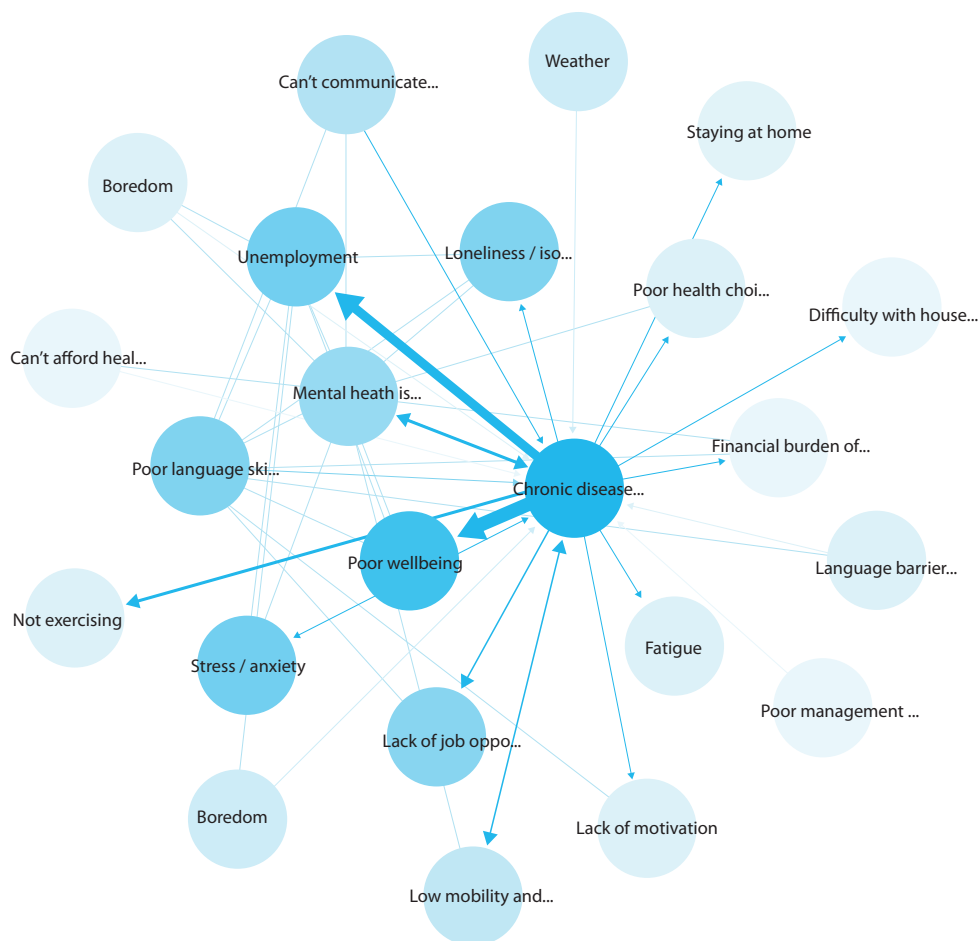 Weather
Can't communicate...
Staying at home
Boredom
Unemployment
Loneliness / iso...
Poor health choi...
Difficulty with house...
Can't afford heal...
Mental heath is...
Financial burden of...
Poor language ski...
Chronic disease...
Poor wellbeing
Language barrier...
Not exercising
Fatigue
Stress / anxiety
Poor management ...
Lack of job oppo...
Boredom
Lack of motivation
Low mobility and...